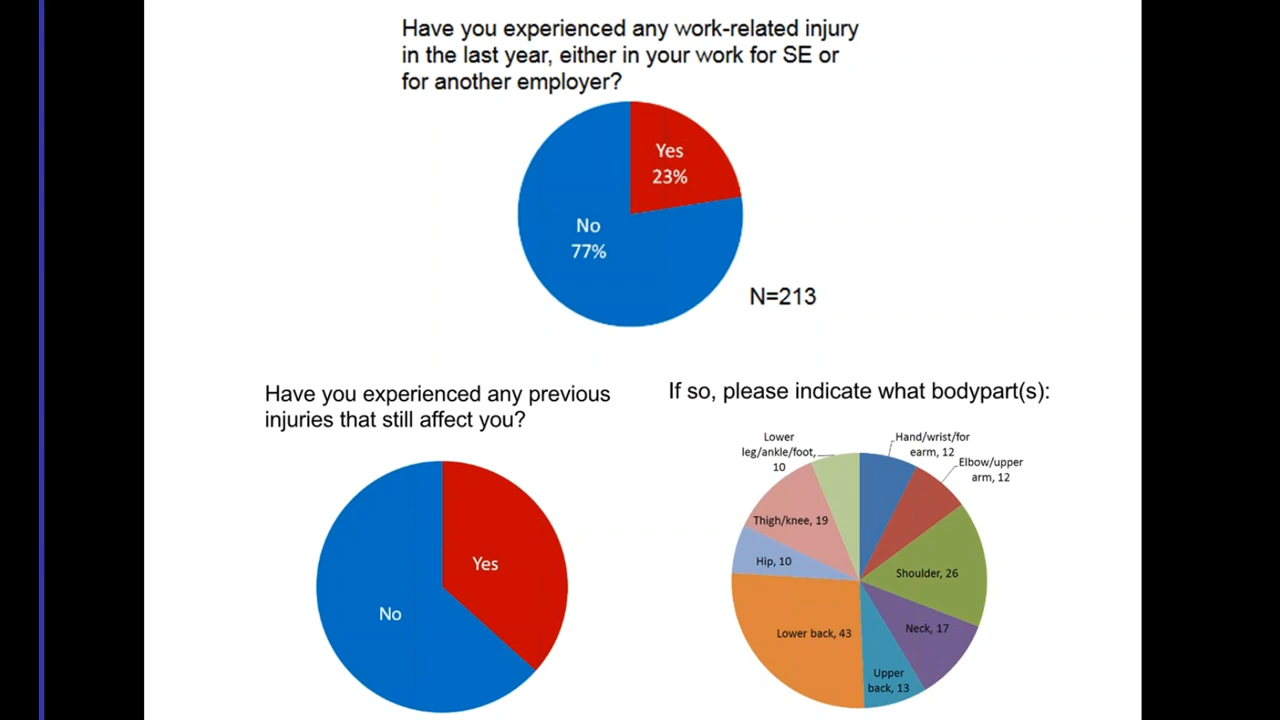 Have you experienced any work-related injury
in the last year, either in your work for SE or
for another employer?
Yes
23%
No
77%
N=213
Have you experienced any previous
injuries that still affect you?
Yes
No
If so, please indicate what bodypart(s):
Lower
leg/ankle/foot,
10
Hand/wrist/for
earm, 12
Elbow/upper
arm, 12
Thigh/knee, 19
Hip, 10
Shoulder, 26
Neck, 17
Lower back, 43
Upper
back, 13